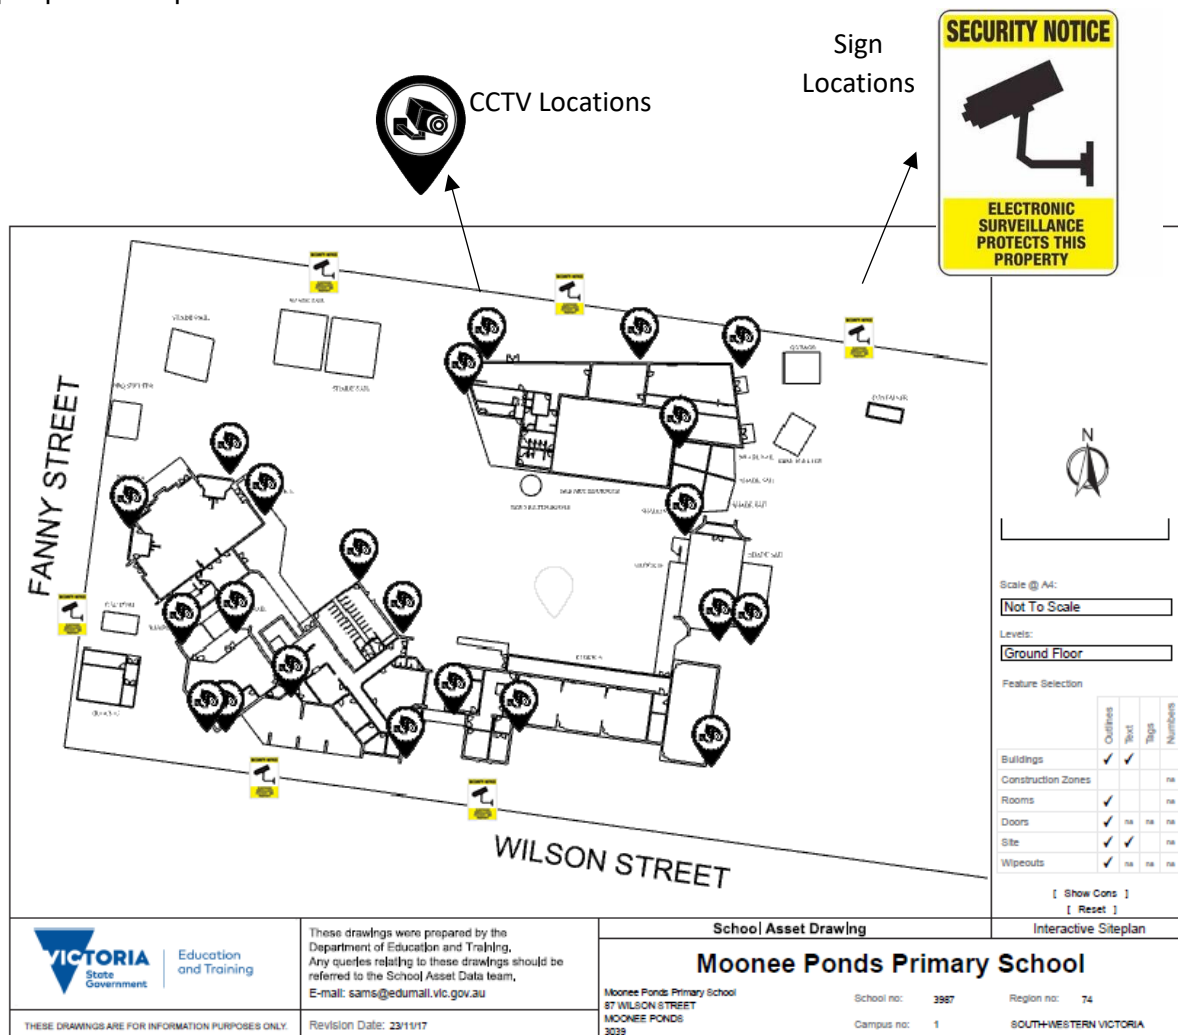 SECURITY NOTICE
Sign
Locations
CCTV Locations
ELECTRONIC
SURVEILLANCE
PROTECTS THIS
PROPERTY
FANNY STREET
N
Scale @ A4:
Not To Scale
Levels:
Ground Floor
Feature Selection
Outlines
Text
Tags
Numbers
Buildings
Construction Zones na
Rooms na
Doors na na na
Site na
Wipeouts na na na
WILSON STREET
[ Show Cons ]
[ Reset ]
VICTORIA
State
Government
Education
and Training
These drawings were prepared by the
Department of Education and Training,
Any queries relating to these drawings should be
referred to the School Asset Data team,
E-mail: sams@edumail.vic.gov.au
School Asset Drawing
Interactive Siteplan
Moonee Ponds Primary School
Moonee Ponds Primary School
87 WILSON STREET
MOONEE PONDS
3039
School no: 3987 Region no: 74
Campus no: 1 SOUTH-WESTERN VICTORIA
THESE DRAWINGS ARE FOR INFORMATION PURPOSES ONLY.
Revision Date: 23/11/17